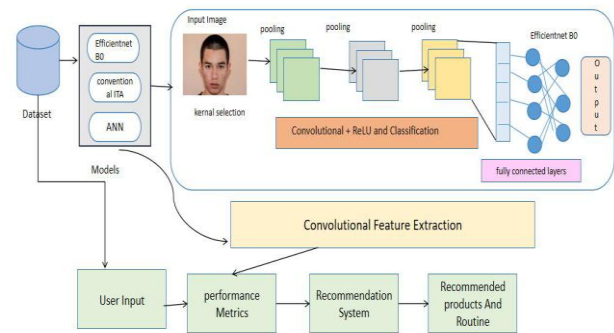 Input Image
pooling
pooling
pooling
Efficientnet B0
Efficientnet
B0
convention
al ITA
ANN
Dataset
kernal selection
Output
Convolutional + ReLU and Classification
fully connected layers
Models
Convolutional Feature Extraction
User Input
performance
Metrics
Recommendation
System
Recommended
products And
Routine